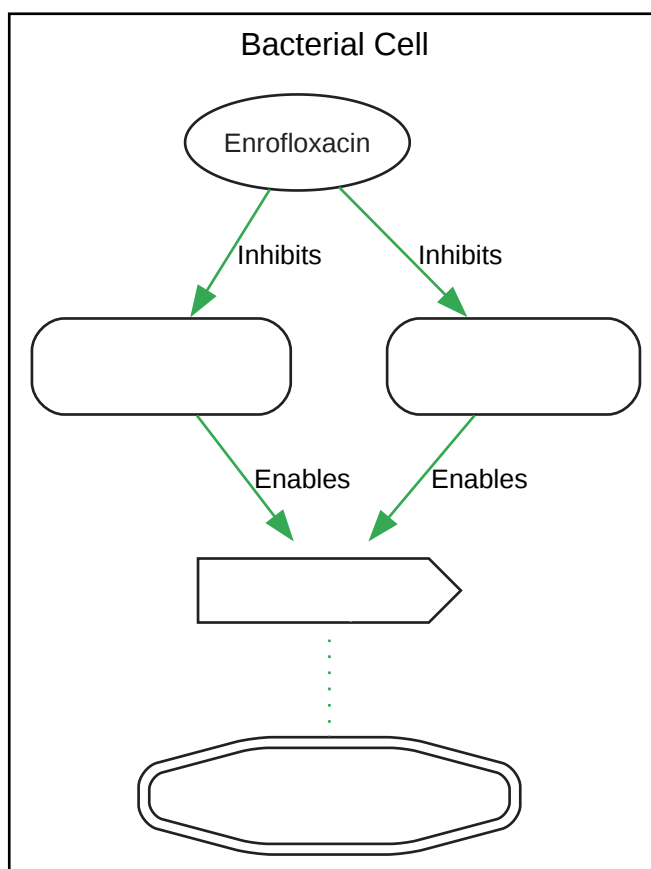 Bacterial Cell
Enrofloxacin
Inhibits
Inhibits
Enables
Enables